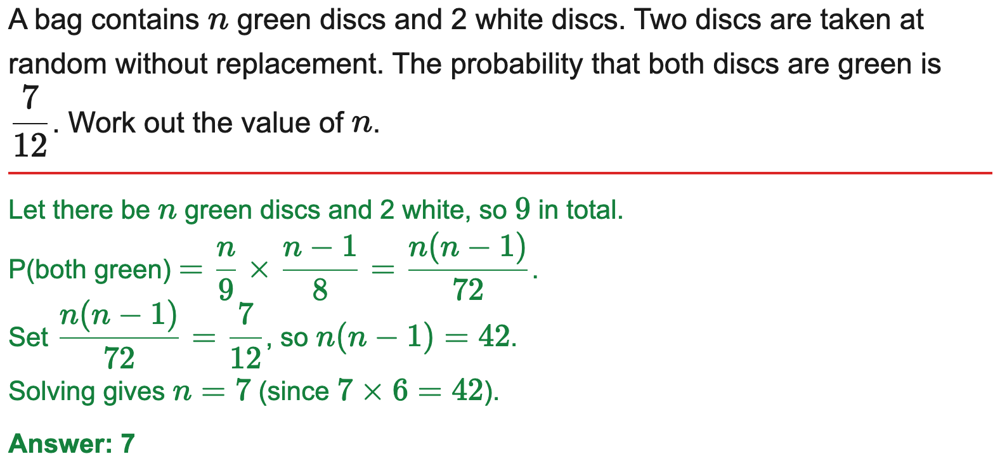 A bag contains n green discs and 2 white discs. Two discs are taken at
random without replacement. The probability that both discs are green is
7/12. Work out the value of n.
Let there be n green discs and 2 white, so 9 in total.
P(both green) = n/9 × (n − 1)/8 = n(n − 1)/72.
Set n(n − 1)/72 = 7/12, so n(n − 1) = 42.
Solving gives n = 7 (since 7 × 6 = 42).
Answer: 7